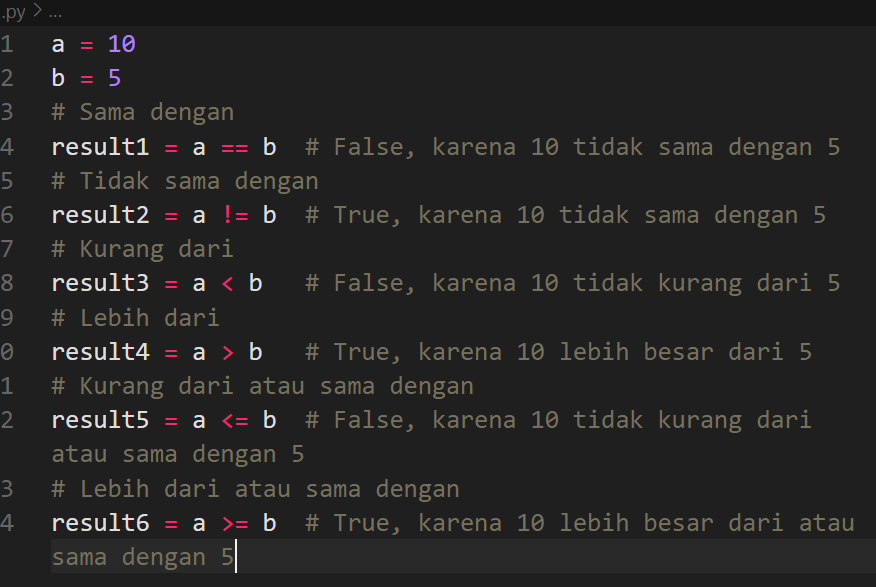 .py > ...
1 a = 10
2 b = 5
3 # Sama dengan
4 result1 = a == b  # False, karena 10 tidak sama dengan 5
5 # Tidak sama dengan
6 result2 = a != b  # True, karena 10 tidak sama dengan 5
7 # Kurang dari
8 result3 = a < b   # False, karena 10 tidak kurang dari 5
9 # Lebih dari
0 result4 = a > b   # True, karena 10 lebih besar dari 5
1 # Kurang dari atau sama dengan
2 result5 = a <= b  # False, karena 10 tidak kurang dari
atau sama dengan 5
3 # Lebih dari atau sama dengan
4 result6 = a >= b  # True, karena 10 lebih besar dari atau
sama dengan 5